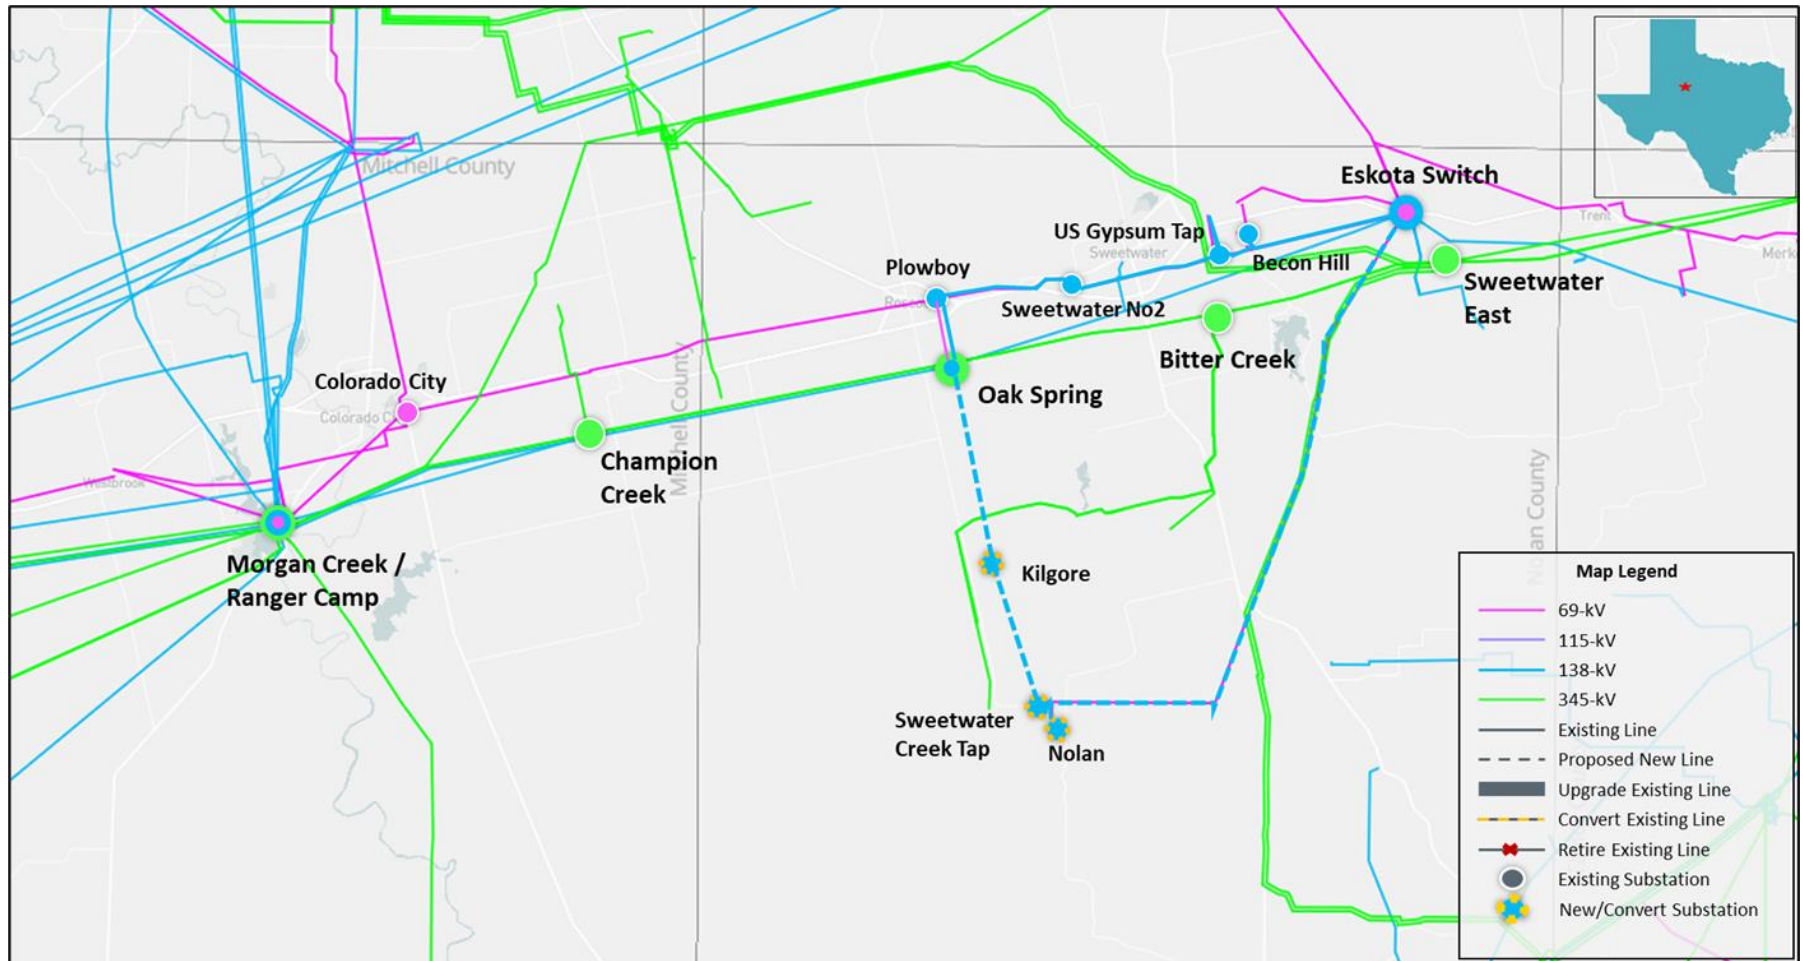 Eskota Switch
Trent
Mitchell County
US Gypsum Tap
Sweetwater
Becon Hill
Plowboy
Sweetwater No2
Sweetwater
East
Bitter Creek
Colorado City
Oak Spring
Champion
Creek
Mitchell County
Westbrook
Nolan County
Morgan Creek /
Ranger Camp
Kilgore
Sweetwater
Creek Tap
Nolan
Map Legend
69-kV
115-kV
138-kV
345-kV
Existing Line
Proposed New Line
Upgrade Existing Line
Convert Existing Line
Retire Existing Line
Existing Substation
New/Convert Substation